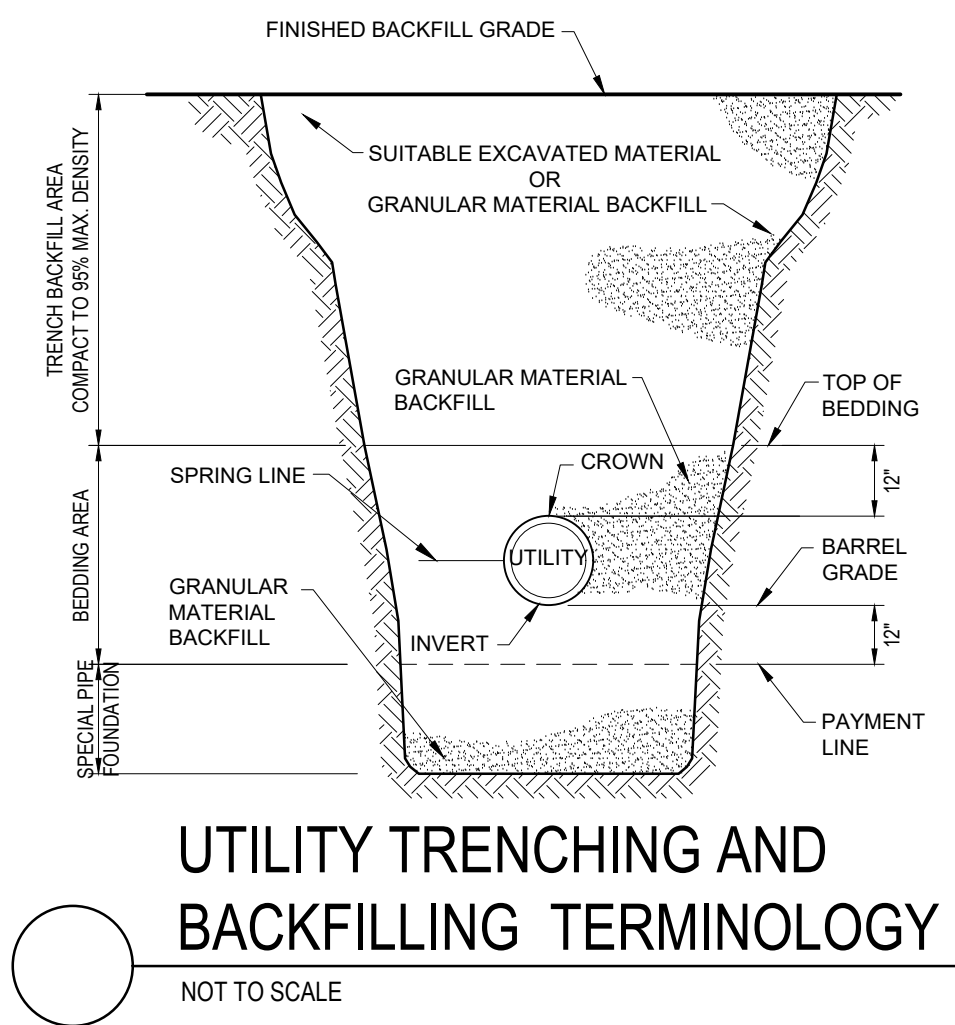 FINISHED BACKFILL GRADE
TRENCH BACKFILL AREA
COMPACT TO 95% MAX. DENSITY
SUITABLE EXCAVATED MATERIAL
OR
GRANULAR MATERIAL BACKFILL
GRANULAR MATERIAL
BACKFILL
TOP OF
BEDDING
SPRING LINE
CROWN
12"
BEDDING AREA
UTILITY
BARREL
GRADE
GRANULAR
MATERIAL
BACKFILL
INVERT
12"
SPECIAL PIPE
FOUNDATION
PAYMENT
LINE
UTILITY TRENCHING AND
BACKFILLING TERMINOLOGY
NOT TO SCALE